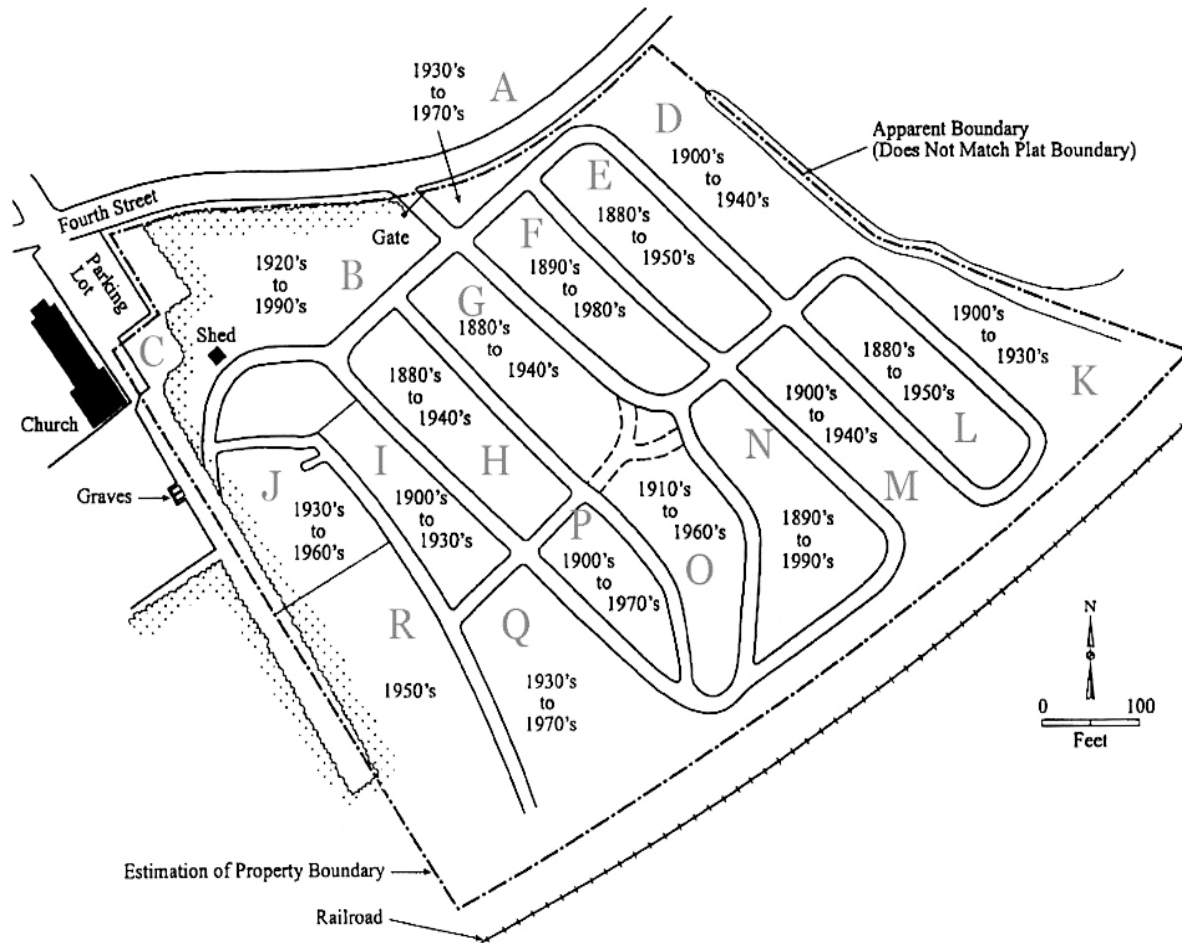 A
1930's
to
1970's
D
Apparent Boundary
(Does Not Match Plat Boundary)
1900's
to
1940's
E
1880's
to
1950's
Fourth Street
Gate
F
1890's
to
1980's
B
1920's
to
1990's
Parking
Lot
C
Shed
G
1880's
to
1940's
1900's
to
1930's
K
1880's
to
1950's
L
1880's
to
1940's
H
1900's
to
1940's
M
Church
Graves
J
1930's
to
1960's
I
1900's
to
1930's
N
1890's
to
1990's
1910's
to
1960's
O
P
1900's
to
1970's
R
1950's
Q
1930's
to
1970's
N
0 100
Feet
Estimation of Property Boundary
Railroad